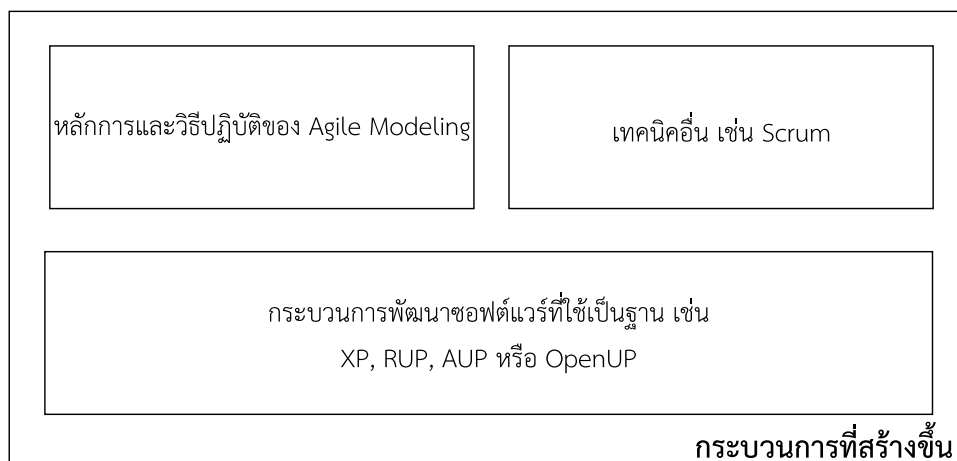 หลักการและวิธีปฏิบัติของ Agile Modeling
เทคนิคอื่น เช่น Scrum
กระบวนการพัฒนาซอฟต์แวร์ที่ใช้เป็นฐาน เช่น
XP, RUP, AUP หรือ OpenUP
กระบวนการที่สร้างขึ้น